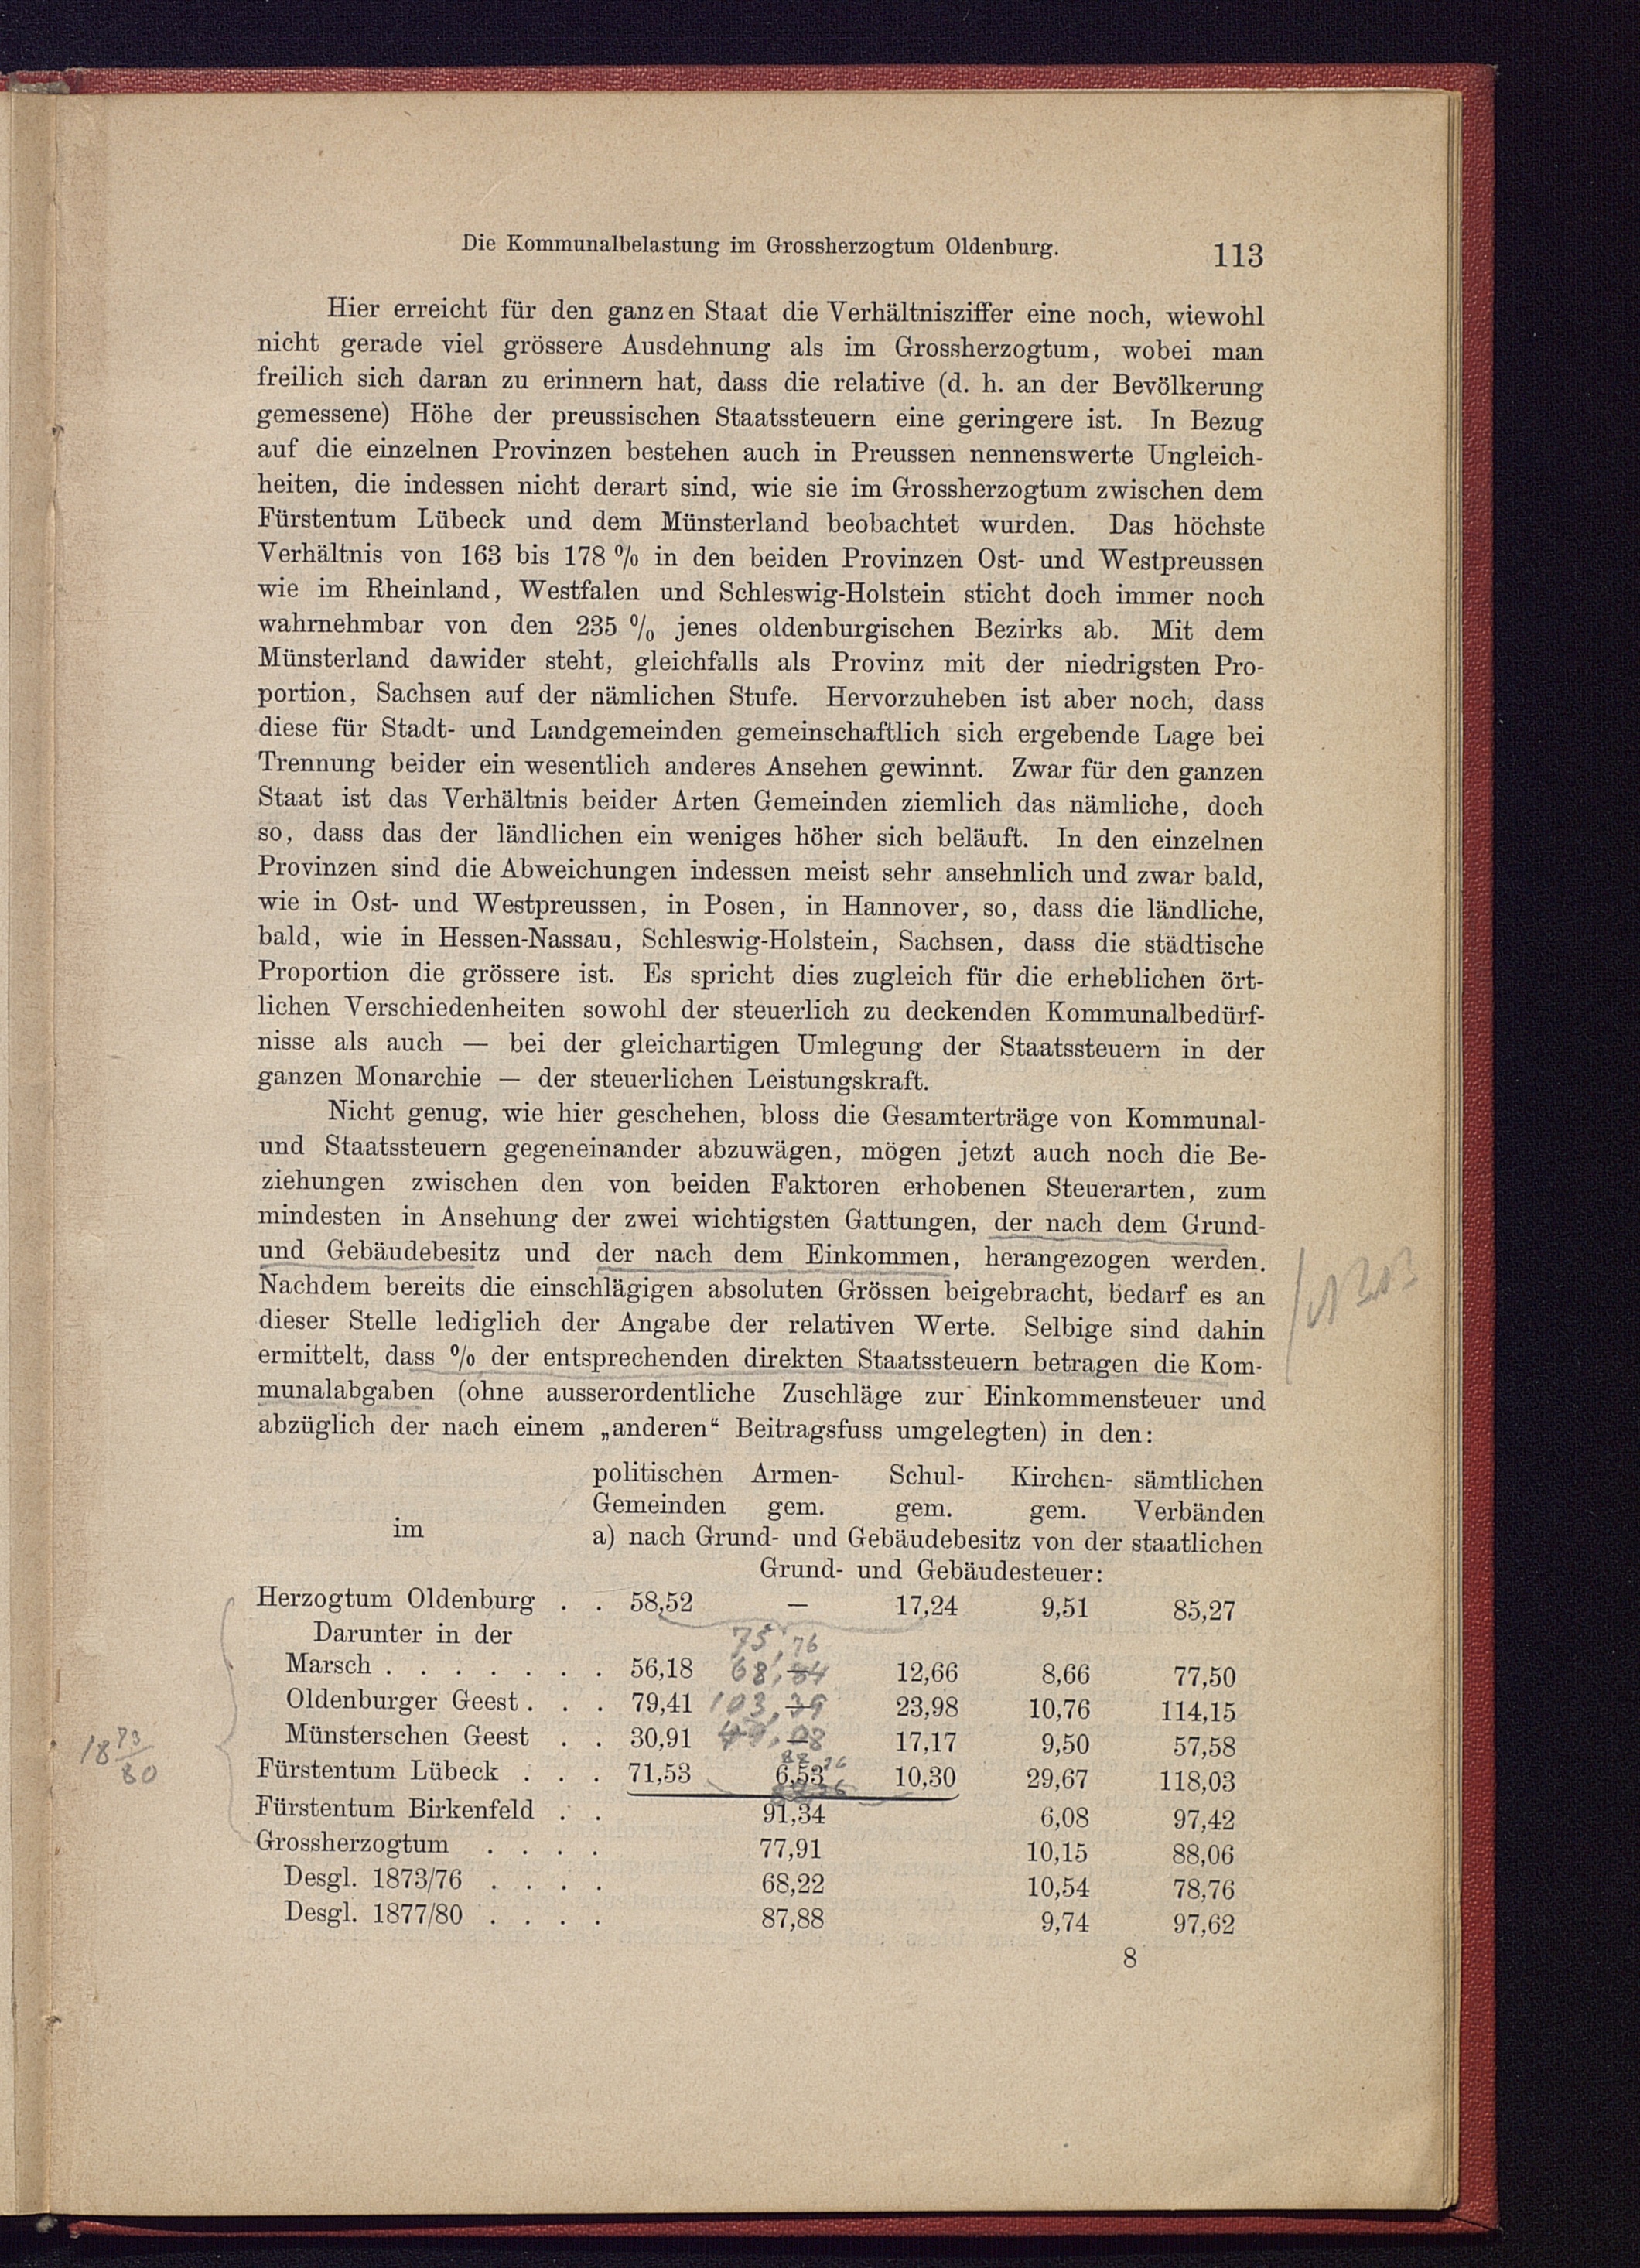 Die Kommunalbelastung im Grossherzogtum Oldenburg. 113
Hier erreicht für den ganzen Staat die Verhältnisziffer eine noch, wiewohl
nicht gerade viel grössere Ausdehnung als im Grossherzogtum, wobei man
freilich sich daran zu erinnern hat, dass die relative (d. h. an der Bevölkerung
gemessene) Höhe der preussischen Staatssteuern eine geringere ist. In Bezug
auf die einzelnen Provinzen bestehen auch in Preussen nennenswerte Ungleich-
heiten, die indessen nicht derart sind, wie sie im Grossherzogtum zwischen dem
Fürstentum Lübeck und dem Münsterland beobachtet wurden. Das höchste
Verhältnis von 163 bis 178 % in den beiden Provinzen Ost- und Westpreussen
wie im Rheinland, Westfalen und Schleswig-Holstein sticht doch immer noch
wahrnehmbar von den 235 % jenes oldenburgischen Bezirks ab. Mit dem
Münsterland dawider steht, gleichfalls als Provinz mit der niedrigsten Pro-
portion, Sachsen auf der nämlichen Stufe. Hervorzuheben ist aber noch, dass
diese für Stadt- und Landgemeinden gemeinschaftlich sich ergebende Lage bei
Trennung beider ein wesentlich anderes Ansehen gewinnt. Zwar für den ganzen
Staat ist das Verhältnis beider Arten Gemeinden ziemlich das nämliche, doch
so, dass das der ländlichen ein weniges höher sich beläuft. In den einzelnen
Provinzen sind die Abweichungen indessen meist sehr ansehnlich und zwar bald,
wie in Ost- und Westpreussen, in Posen, in Hannover, so, dass die ländliche,
bald, wie in Hessen-Nassau, Schleswig-Holstein, Sachsen, dass die städtische
Proportion die grössere ist. Es spricht dies zugleich für die erheblichen ört-
lichen Verschiedenheiten sowohl der steuerlich zu deckenden Kommunalbedürf-
nisse als auch — bei der gleichartigen Umlegung der Staatssteuern in der
ganzen Monarchie — der steuerlichen Leistungskraft.
Nicht genug, wie hier geschehen, bloss die Gesamterträge von Kommunal-
und Staatssteuern gegeneinander abzuwägen, mögen jetzt auch noch die Be-
ziehungen zwischen den von beiden Faktoren erhobenen Steuerarten, zum
mindesten in Ansehung der zwei wichtigsten Gattungen, der nach dem Grund-
und Gebäudebesitz und der nach dem Einkommen, herangezogen werden.
Nachdem bereits die einschlägigen absoluten Grössen beigebracht, bedarf es an
dieser Stelle lediglich der Angabe der relativen Werte. Selbige sind dahin
ermittelt, dass % der entsprechenden direkten Staatssteuern betragen die Kom-
munalabgaben (ohne ausserordentliche Zuschläge zur Einkommensteuer und
abzüglich der nach einem „anderen“ Beitragsfuss umgelegten) in den:
politischen Armen- Schul- Kirchen- sämtlichen
Gemeinden gem. gem. gem. Verbänden
im a) nach Grund- und Gebäudebesitz von der staatlichen
Grund- und Gebäudesteuer:
Herzogtum Oldenburg . . 58,52 — 17,24 9,51 85,27
Darunter in der 75,76
Marsch . . . . . . . 56,18 68,84 — 12,66 8,66 77,50
Oldenburger Geest . . . 79,41 103,39 — 23,98 10,76 114,15
Münsterschen Geest . . 30,91 — 17,17 9,50 57,58
18 73/80
Fürstentum Lübeck . . . 71,53 6,53 10,30 29,67 118,03
Fürstentum Birkenfeld . . 91,34 6,08 97,42
Grossherzogtum . . . . 77,91 10,15 88,06
Desgl. 1873/76 . . . . 68,22 10,54 78,76
Desgl. 1877/80 . . . . 87,88 9,74 97,62
8